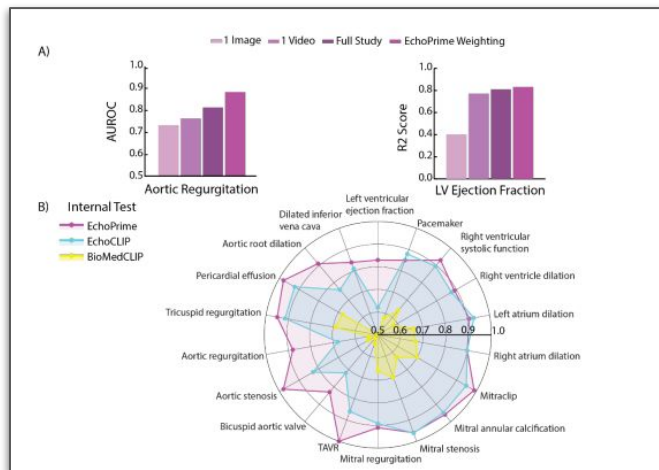 1 Image 1 Video Full Study EchoPrime Weighting
A)
1.0
0.9
0.8
0.7
0.6
0.5
AUROC
Aortic Regurgitation
1.0
0.8
0.6
0.4
0.2
0.0
R2 Score
LV Ejection Fraction
B) Internal Test
EchoPrime
EchoCLIP
BioMedCLIP
Left ventricular
ejection fraction
Pacemaker
Right ventricular
systolic function
Right ventricle dilation
Left atrium dilation
Right atrium dilation
Mitraclip
Mitral annular calcification
Mitral stenosis
Mitral regurgitation
TAVR
Bicuspid aortic valve
Aortic stenosis
Aortic regurgitation
Tricuspid regurgitation
Pericardial effusion
Aortic root dilation
Dilated inferior
vena cava
0.5 0.6 0.7 0.8 0.9 1.0